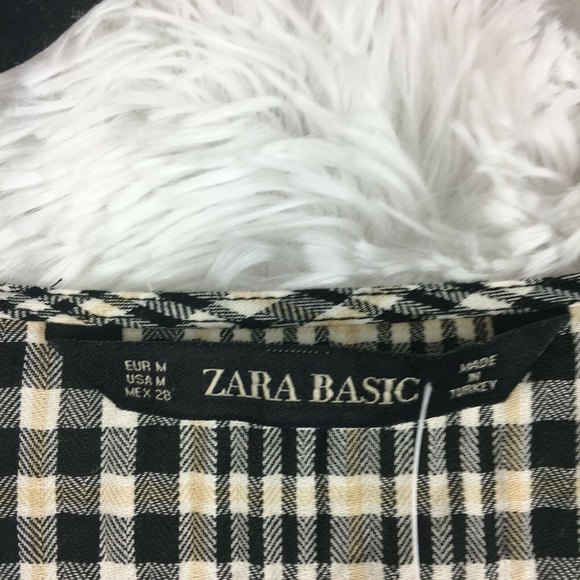 EUR M
USA M
MEX 28
ZARA BASIC
MADE
IN
TURKEY